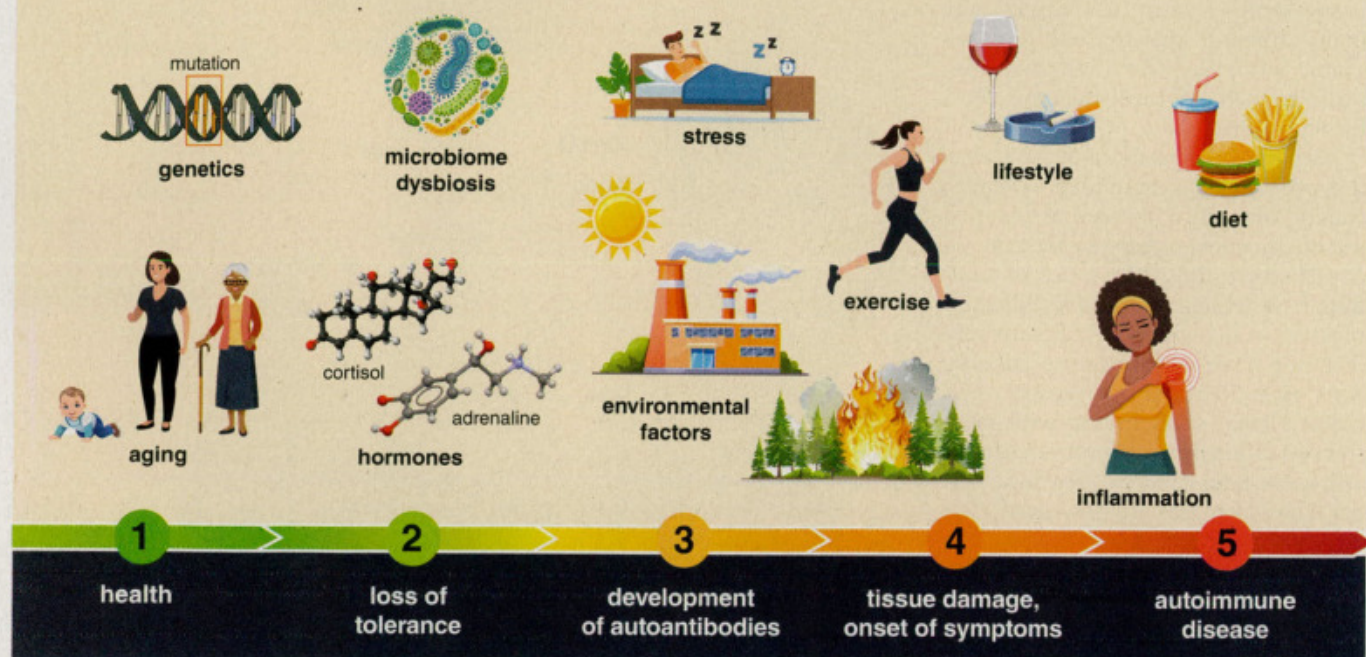 mutation
genetics
microbiome
dysbiosis
z z
z z
stress
lifestyle
diet
aging
cortisol
adrenaline
hormones
environmental
factors
exercise
inflammation
1
2
3
4
5
health
loss of
tolerance
development
of autoantibodies
tissue damage,
onset of symptoms
autoimmune
disease